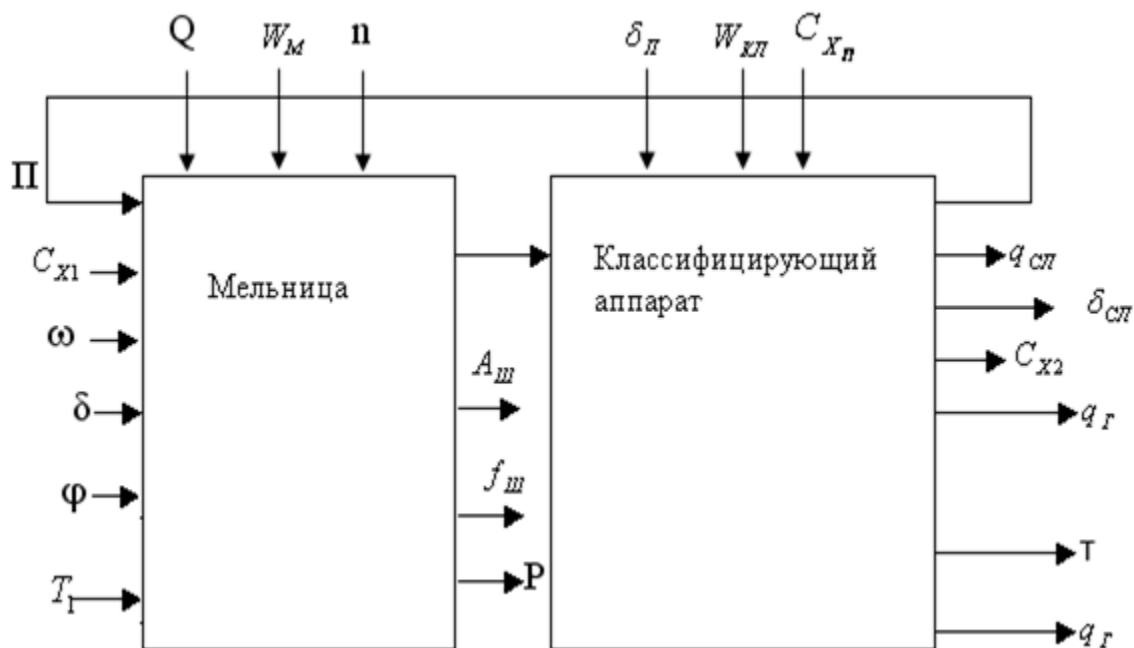 Q W_М n δ_П W_КЛ C_X_п
П
C_X1
ω
δ
φ
T_1
Мельница
A_Ш
f_Ш
P
Классифицирующий
аппарат
q_СЛ
δ_СЛ
C_X2
q_Г
Т
q_Г